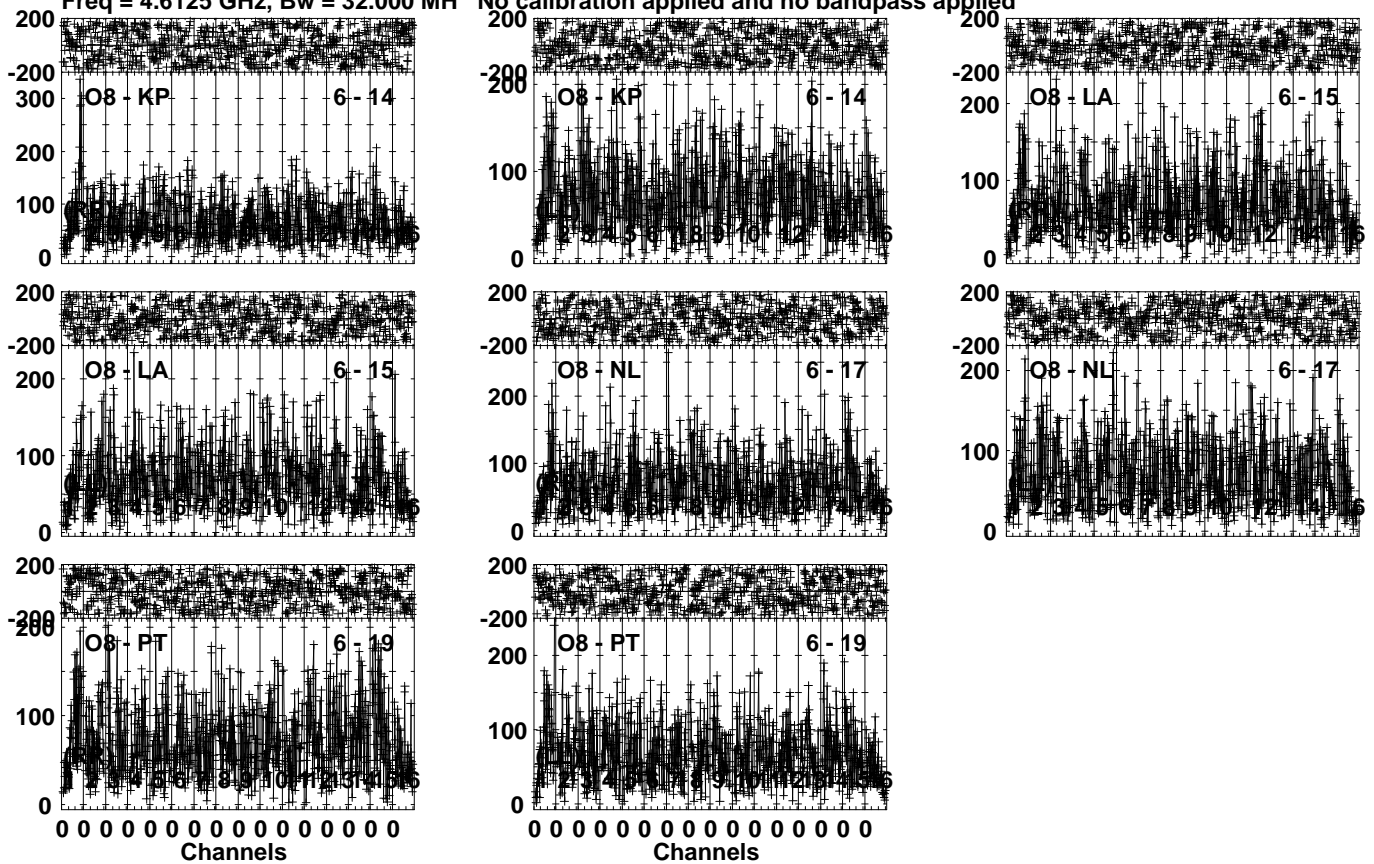 Freq = 4.6125 GHz, Bw = 32.000 MH No calibration applied and no bandpass applied
200 200 200
-200 -200 -200
O8 - KP 6 - 14 O8 - KP 6 - 14 O8 - LA 6 - 15
300
200 200 200
100 100 100
0 0 0
200 200 200
-200 -200 -200
O8 - LA 6 - 15 O8 - NL 6 - 17 O8 - NL 6 - 17
200 200 200
100 100 100
0 0 0
200 200
-200 -200
O8 - PT 6 - 19 O8 - PT 6 - 19
200 200
100 100
0 0
0 0 0 0 0 0 0 0 0 0 0 0 0 0 0 0 0 0 0 0 0 0 0 0 0 0 0 0 0 0 0 0
Channels Channels